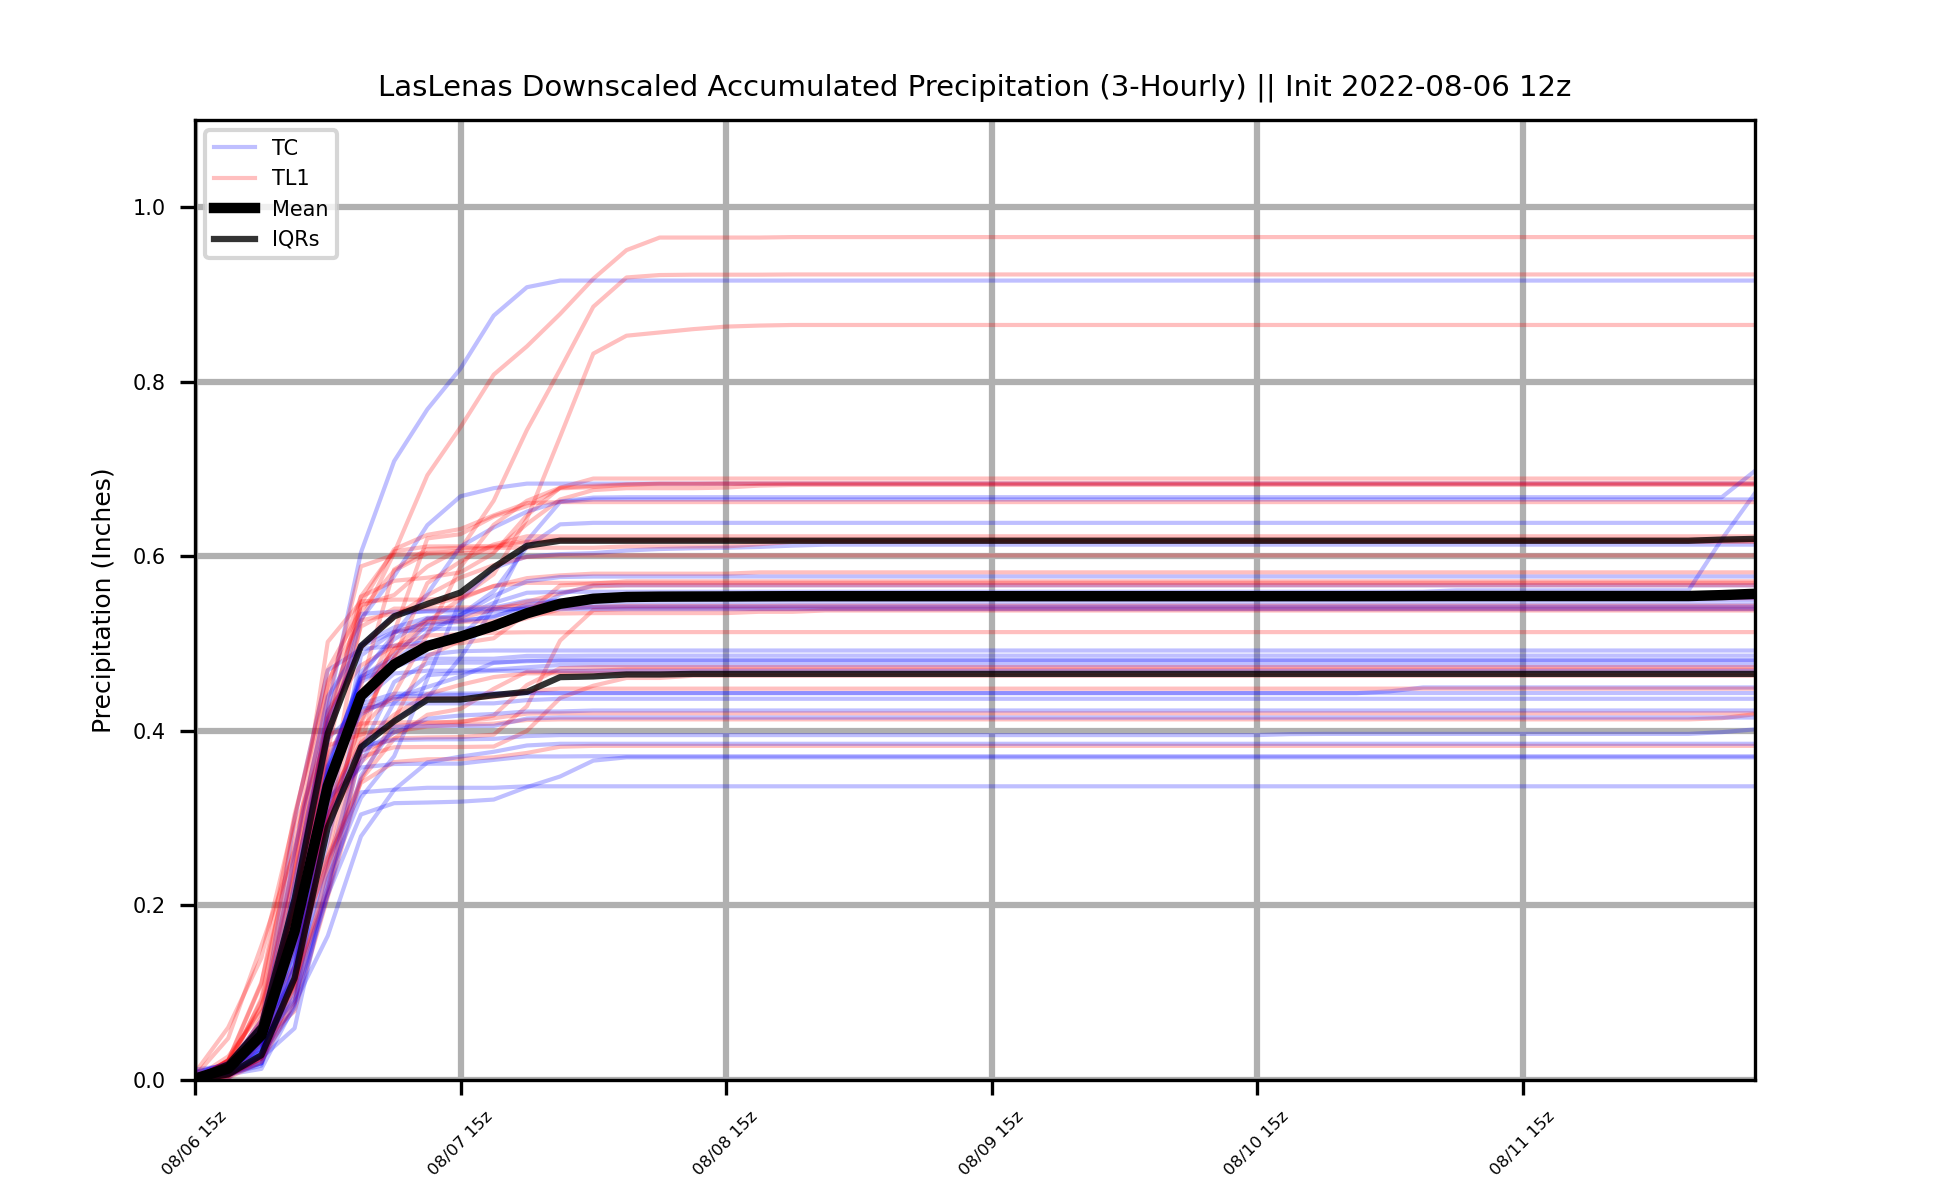 LasLenas Downscaled Accumulated Precipitation (3-Hourly) || Init 2022-08-06 12z
TC
TL1
Mean
IQRs
Precipitation (Inches)
1.0
0.8
0.6
0.4
0.2
0.0
08/06 15z
08/07 15z
08/08 15z
08/09 15z
08/10 15z
08/11 15z